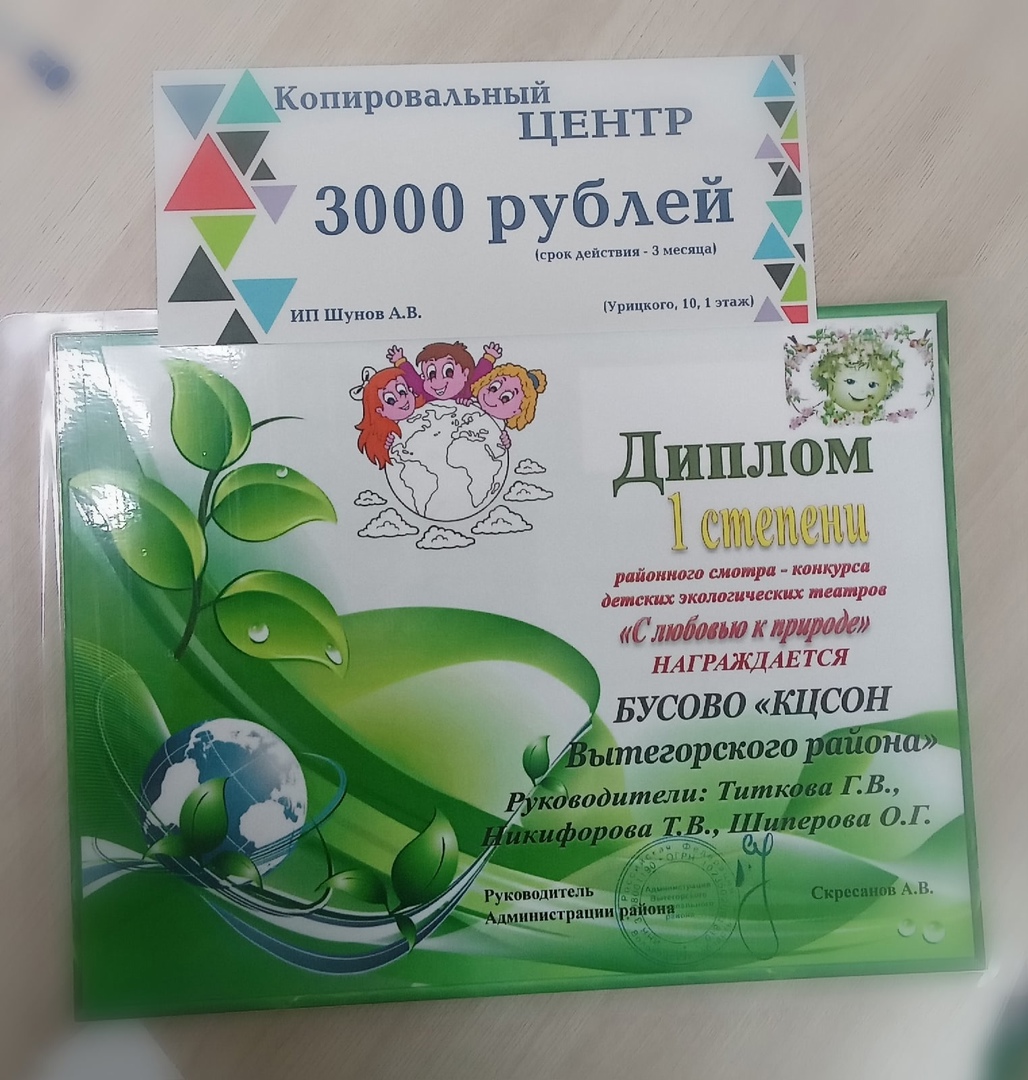 Копировальный
ЦЕНТР
3000 рублей
(срок действия - 3 месяца)
ИП Шунов А.В.
(Урицкого, 10, 1 этаж)
Диплом
1 степени
районного смотра - конкурса
детских экологических театров
«С любовью к природе»
НАГРАЖДАЕТСЯ
БУСОВО «КЦСОН
Вытегорского района»
Руководители: Титкова Г.В.,
Никифорова Т.В., Шиперова О.Г.
Руководитель
Администрации района
Скресанов А.В.